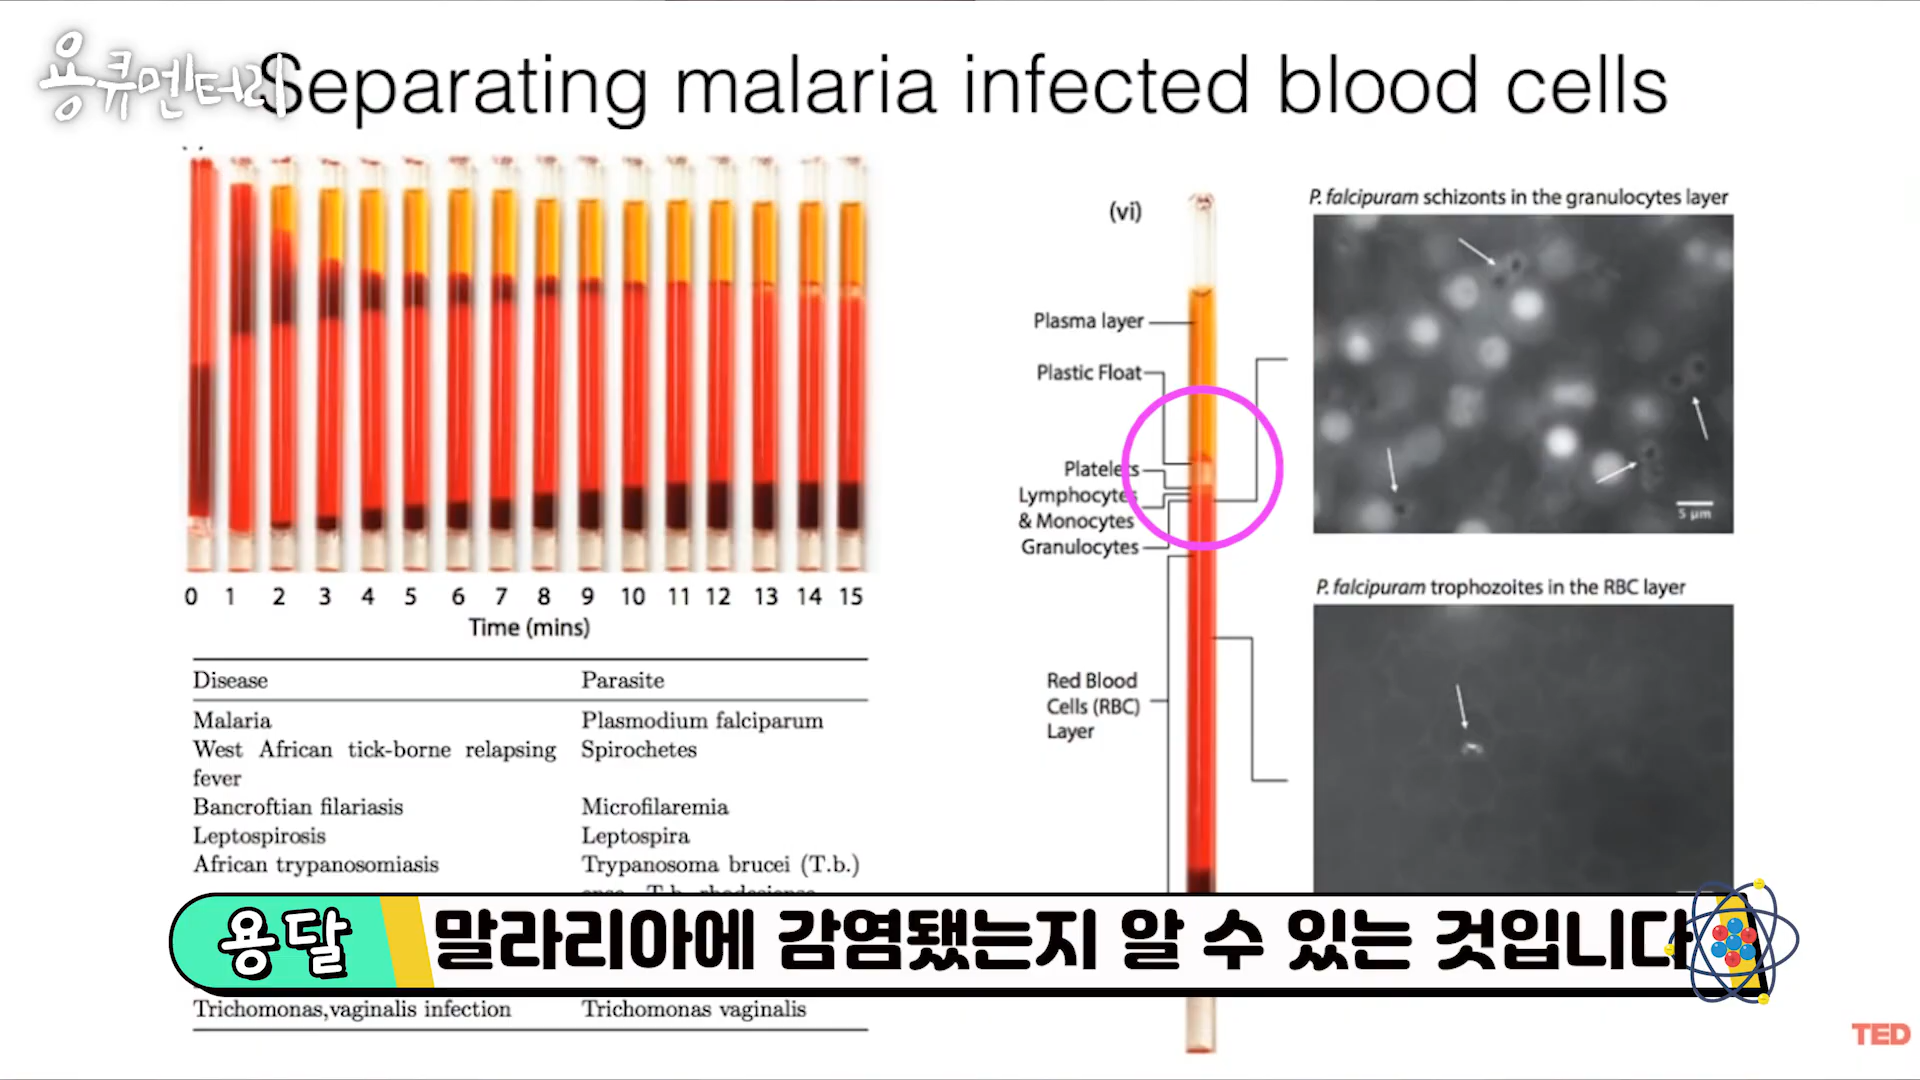 용큐멘터리
Separating malaria infected blood cells
0 1 2 3 4 5 6 7 8 9 10 11 12 13 14 15
Time (mins)
Disease Parasite
Malaria Plasmodium falciparum
West African tick-borne relapsing Spirochetes
fever
Bancroftian filariasis Microfilaremia
Leptospirosis Leptospira
African trypanosomiasis Trypanosoma brucei (T.b.)
Trichomonas,vaginalis infection Trichomonas vaginalis
(vi)
Plasma layer
Plastic Float
Platelets
Lymphocytes
& Monocytes
Granulocytes
Red Blood
Cells (RBC)
Layer
P. falcipuram schizonts in the granulocytes layer
5 µm
P. falcipuram trophozoites in the RBC layer
용달 말라리아에 감염됐는지 알 수 있는 것입니다
TED